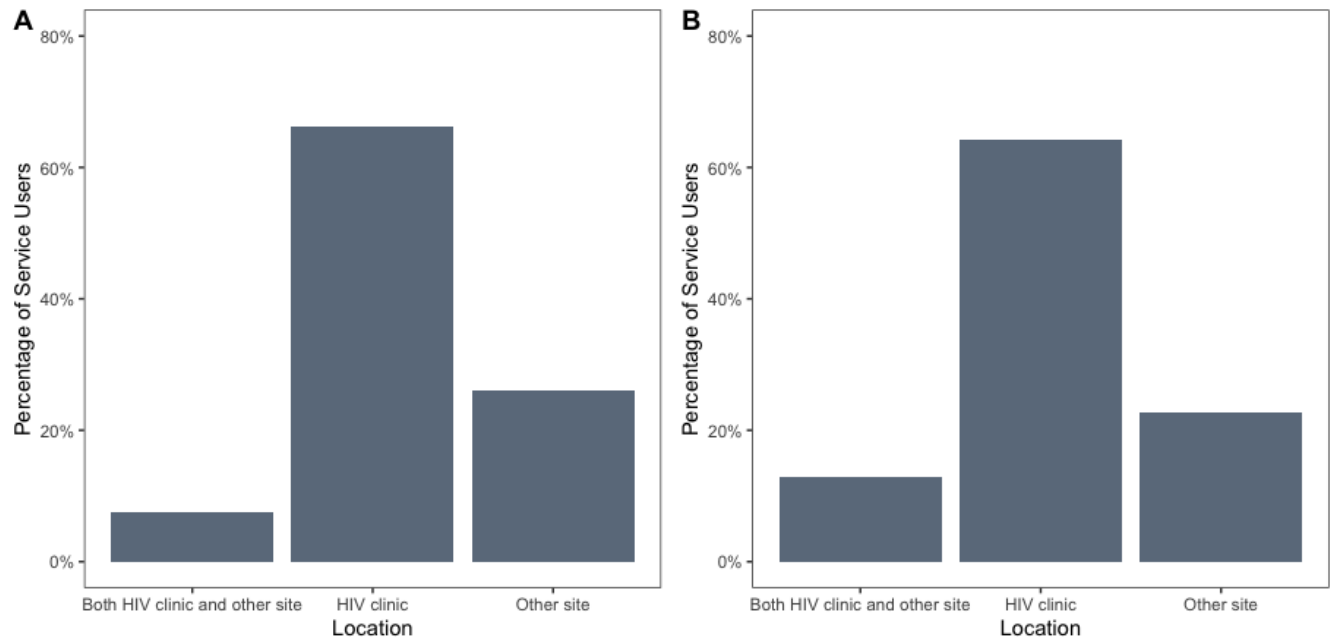 A
Percentage of Service Users
80%
60%
40%
20%
0%
Both HIV clinic and other site
HIV clinic
Other site
Location
B
Percentage of Service Users
80%
60%
40%
20%
0%
Both HIV clinic and other site
HIV clinic
Other site
Location